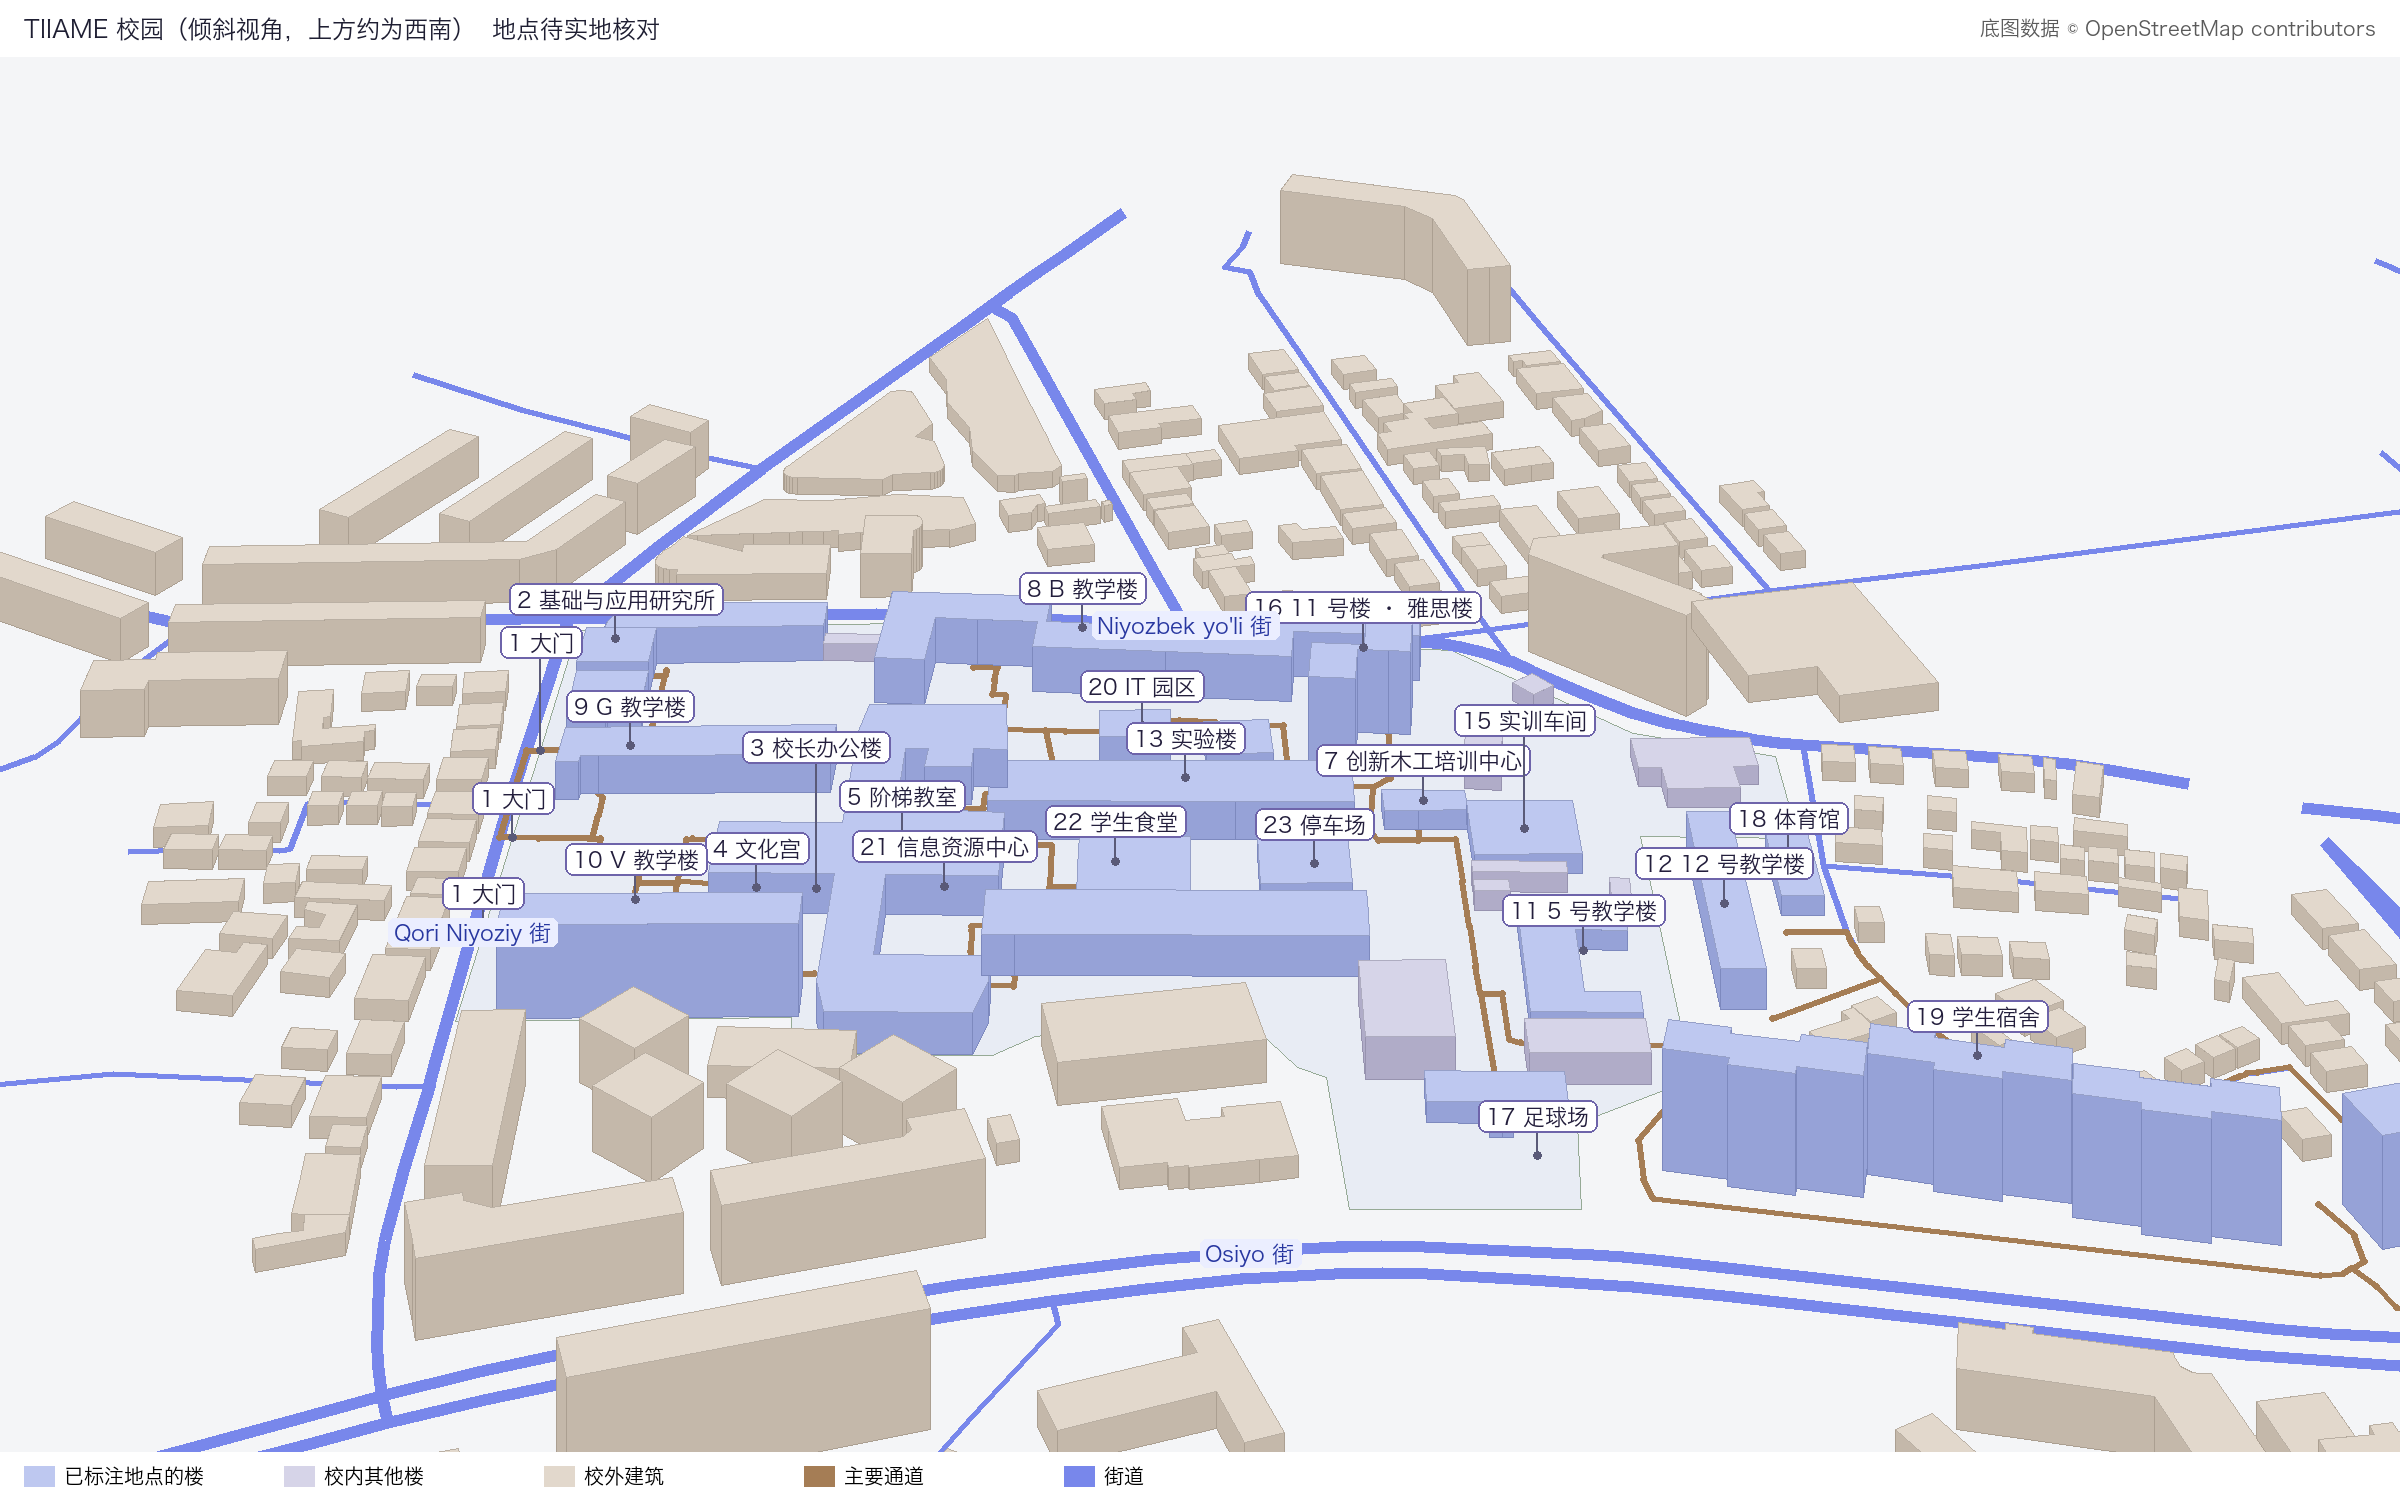 TIIAME 校园（倾斜视角，上方约为西南） 地点待实地核对
底图数据 © OpenStreetMap contributors
8 B 教学楼
2 基础与应用研究所
16 11 号楼 · 雅思楼
Niyozbek yo'li 街
1 大门
20 IT 园区
9 G 教学楼
15 实训车间
13 实验楼
3 校长办公楼
7 创新木工培训中心
5 阶梯教室
1 大门
18 体育馆
22 学生食堂
23 停车场
21 信息资源中心
4 文化宫
10 V 教学楼
12 12 号教学楼
1 大门
11 5 号教学楼
Qori Niyoziy 街
19 学生宿舍
17 足球场
Osiyo 街
已标注地点的楼
校内其他楼
校外建筑
主要通道
街道